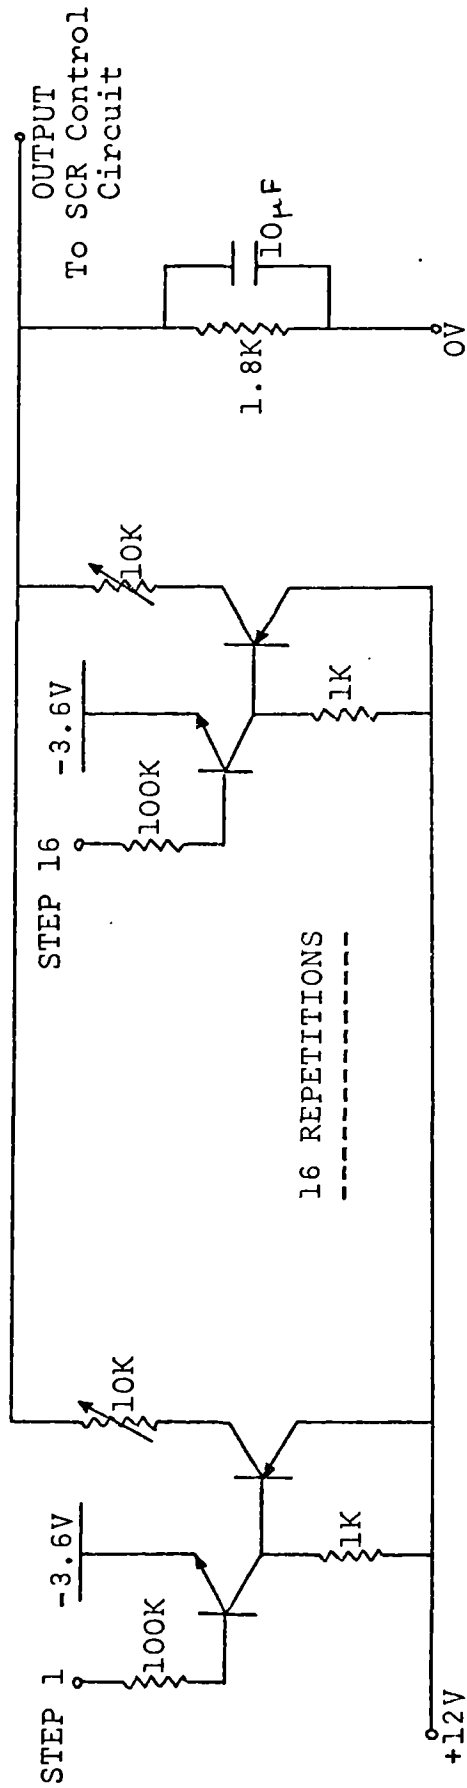 STEP 1
100K
-3.6V
10K
1K
+12V
16 REPETITIONS
STEP 16
100K
-3.6V
10K
1K
1.8K
10μF
0V
OUTPUT
To SCR Control
Circuit